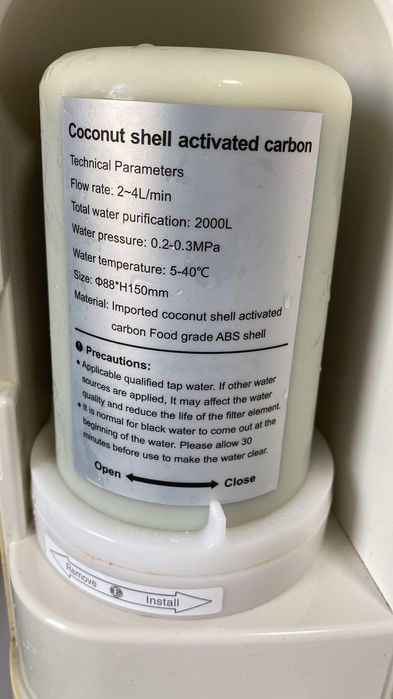 Coconut shell activated carbon
Technical Parameters
Flow rate: 2~4L/min
Total water purification: 2000L
Water pressure: 0.2-0.3MPa
Water temperature: 5-40℃
Size: Φ88*H150mm
Material: Imported coconut shell activated
carbon Food grade ABS shell
Precautions:
• Applicable qualified tap water. If other water
sources are applied, It may affect the water
quality and reduce the life of the filter element.
• It is normal for black water to come out at the
beginning of the water. Please allow 30
minutes before use to make the water clear.
Open Close
OPEN
Remove F Install